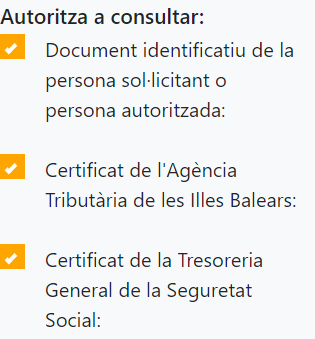 Autoritza a consultar:
Document identificatiu de la
persona sol·licitant o
persona autoritzada:
Certificat de l'Agència
Tributària de les Illes Balears:
Certificat de la Tresoreria
General de la Seguretat
Social: